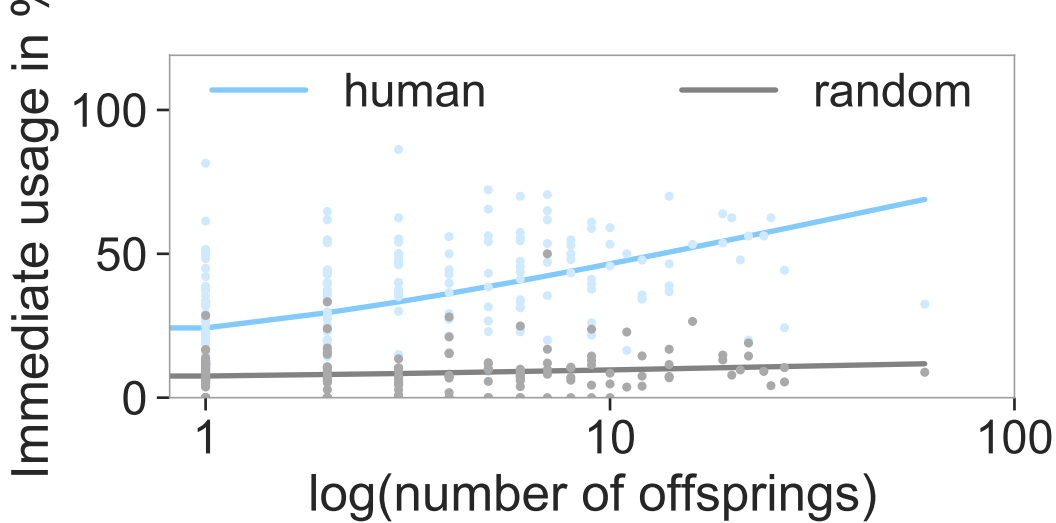 Immediate usage in %
human
random
100
50
0
1
10
100
log(number of offsprings)